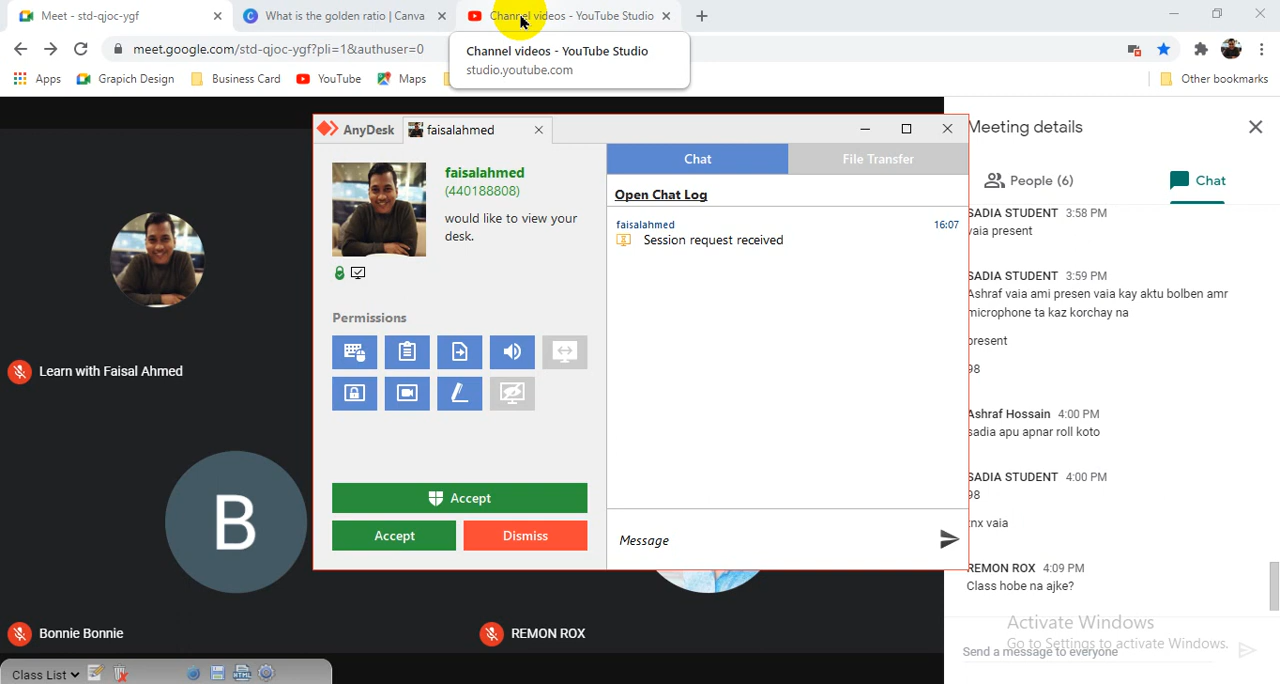 Meet - std-qjoc-ygf
What is the golden ratio | Canva
Channel videos - YouTube Studio
meet.google.com/std-qjoc-ygf?pli=1&authuser=0
Channel videos - YouTube Studio
studio.youtube.com
Apps
Grapich Design
Business Card
YouTube
Maps
Other bookmarks
AnyDesk
faisalahmed
faisalahmed
(440188808)
would like to view your
desk.
Permissions
Accept
Accept
Dismiss
Chat
File Transfer
Open Chat Log
faisalahmed 16:07
Session request received
Message
Learn with Faisal Ahmed
B
Bonnie Bonnie
REMON ROX
Class List
Meeting details
People (6)
Chat
SADIA STUDENT 3:58 PM
vaia present
SADIA STUDENT 3:59 PM
Ashraf vaia ami presen vaia kay aktu bolben amr
microphone ta kaz korchay na
present
98
Ashraf Hossain 4:00 PM
sadia apu apnar roll koto
SADIA STUDENT 4:00 PM
98
tnx vaia
REMON ROX 4:09 PM
Class hobe na ajke?
Activate Windows
Go to Settings to activate Windows.
Send a message to everyone